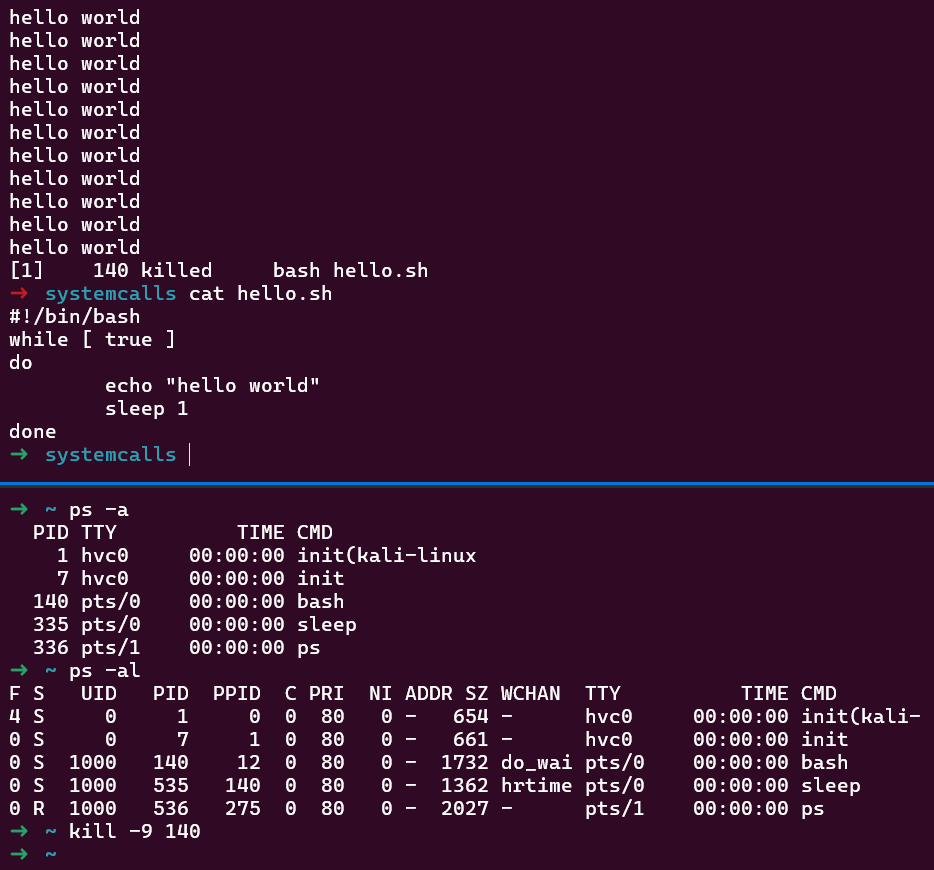 hello world
hello world
hello world
hello world
hello world
hello world
hello world
hello world
hello world
hello world
hello world
[1]    140 killed     bash hello.sh
→ systemcalls cat hello.sh
#!/bin/bash
while [ true ]
do
        echo "hello world"
        sleep 1
done
→ systemcalls
→ ~ ps -a
  PID TTY          TIME CMD
    1 hvc0     00:00:00 init(kali-linux
    7 hvc0     00:00:00 init
  140 pts/0    00:00:00 bash
  335 pts/0    00:00:00 sleep
  336 pts/1    00:00:00 ps
→ ~ ps -al
F S   UID   PID  PPID  C PRI   NI ADDR SZ WCHAN  TTY          TIME CMD
4 S     0     1     0  0  80    0 -   654 -      hvc0     00:00:00 init(kali-
0 S     0     7     1  0  80    0 -   661 -      hvc0     00:00:00 init
0 S  1000   140    12  0  80    0 -  1732 do_wai pts/0    00:00:00 bash
0 S  1000   535   140  0  80    0 -  1362 hrtime pts/0    00:00:00 sleep
0 R  1000   536   275  0  80    0 -  2027 -      pts/1    00:00:00 ps
→ ~ kill -9 140
→ ~